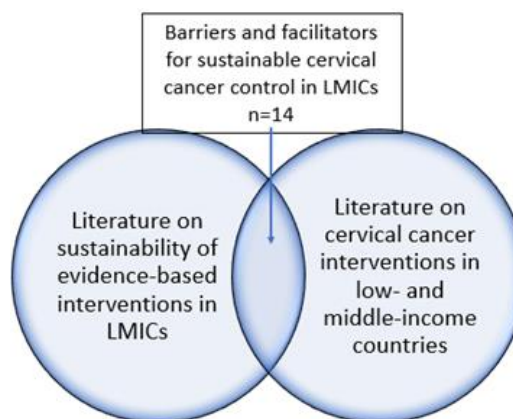 Barriers and facilitators
for sustainable cervical
cancer control in LMICs
n=14
Literature on
sustainability of
evidence-based
interventions in
LMICs
Literature on
cervical cancer
interventions in
low- and
middle-income
countries